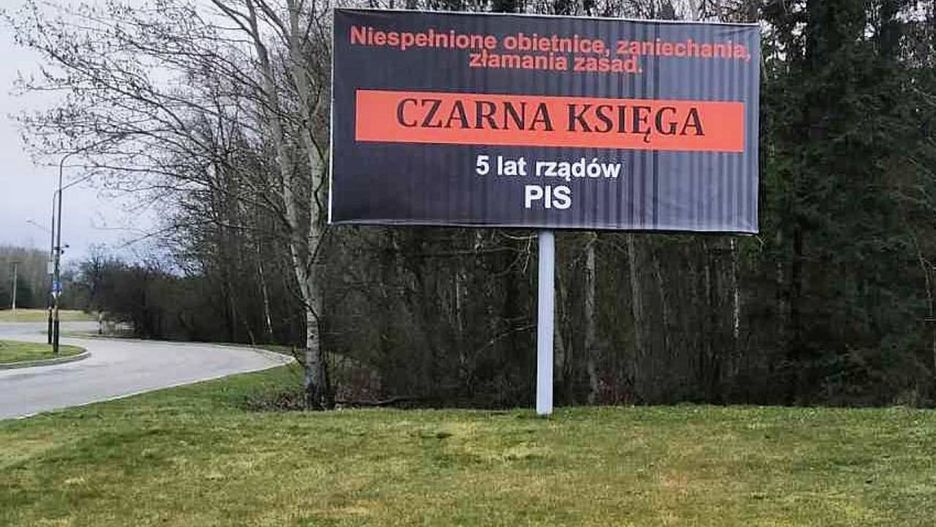 Niespełnione obietnice, zaniechania,
złamania zasad.
CZARNA KSIĘGA
5 lat rządów
PIS